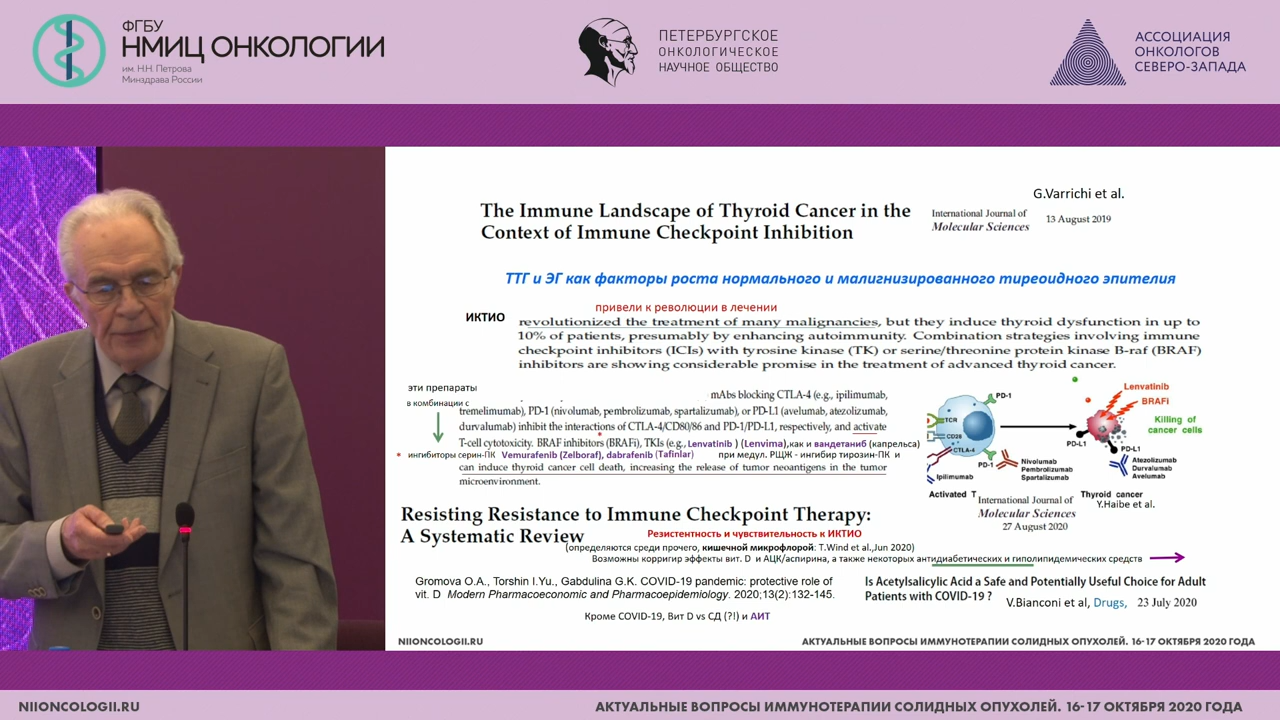 ФГБУ
НМИЦ ОНКОЛОГИИ
им. Н.Н. Петрова
Минздрава России
ПЕТЕРБУРГСКОЕ
ОНКОЛОГИЧЕСКОЕ
НАУЧНОЕ ОБЩЕСТВО
АССОЦИАЦИЯ
ОНКОЛОГОВ
СЕВЕРО-ЗАПАДА
G.Varrichi et al.
The Immune Landscape of Thyroid Cancer in the
Context of Immune Checkpoint Inhibition
International Journal of
Molecular Sciences
13 August 2019
ТТГ и ЭГ как факторы роста нормального и малигнизированного тиреоидного эпителия
привели к революции в лечении
ИКТИО
revolutionized the treatment of many malignancies, but they induce thyroid dysfunction in up to
10% of patients, presumably by enhancing autoimmunity. Combination strategies involving immune
checkpoint inhibitors (ICIs) with tyrosine kinase (TK) or serine/threonine protein kinase B-raf (BRAF)
inhibitors are showing considerable promise in the treatment of advanced thyroid cancer.
эти препараты
в комбинации с
mAbs blocking CTLA-4 (e.g., ipilimumab,
tremelimumab), PD-1 (nivolumab, pembrolizumab, spartalizumab), or PD-L1 (avelumab, atezolizumab,
durvalumab) inhibit the interactions of CTLA-4/CD80/86 and PD-1/PD-L1, respectively, and activate
T-cell cytotoxicity. BRAF inhibitors (BRAFi), TKIs (e.g., Lenvatinib ) (Lenvima),как и вандетаниб (капрельса)
ингибиторы серин-ПК Vemurafenib (Zelboraf), dabrafenib (Tafinlar) при медул. РЩЖ - ингибир тирозин-ПК и
can induce thyroid cancer cell death, increasing the release of tumor neoantigens in the tumor
microenvironment.
PD-1
TCR
CD28
CTLA-4
PD-1
Ipilimumab
Nivolumab
Pembrolizumab
Spartalizumab
Lenvatinib
BRAFi
Killing of
cancer cells
PD-L1
PD-L1
Atezolizumab
Durvalumab
Avelumab
Activated T
Thyroid cancer
Y.Haibe et al.
International Journal of
Molecular Sciences
27 August 2020
Resisting Resistance to Immune Checkpoint Therapy:
A Systematic Review
Резистентность и чувствительность к ИКТИО
(определяются среди прочего, кишечной микрофлорой: T.Wind et al.,Jun 2020)
Возможны корригир эффекты вит. D и АЦК/аспирина, а также некоторых антидиабетических и гиполипидемических средств
Gromova O.A., Torshin I.Yu., Gabdulina G.K. COVID-19 pandemic: protective role of
vit. D Modern Pharmacoeconomic and Pharmacoepidemiology. 2020;13(2):132-145.
Is Acetylsalicylic Acid a Safe and Potentially Useful Choice for Adult
Patients with COVID-19 ?
V.Bianconi et al, Drugs, 23 July 2020
Кроме COVID-19, Вит D vs СД (?!) и АИТ
NIIONCOLOGII.RU
АКТУАЛЬНЫЕ ВОПРОСЫ ИММУНОТЕРАПИИ СОЛИДНЫХ ОПУХОЛЕЙ. 16-17 ОКТЯБРЯ 2020 ГОДА
NIIONCOLOGII.RU
АКТУАЛЬНЫЕ ВОПРОСЫ ИММУНОТЕРАПИИ СОЛИДНЫХ ОПУХОЛЕЙ. 16-17 ОКТЯБРЯ 2020 ГОДА